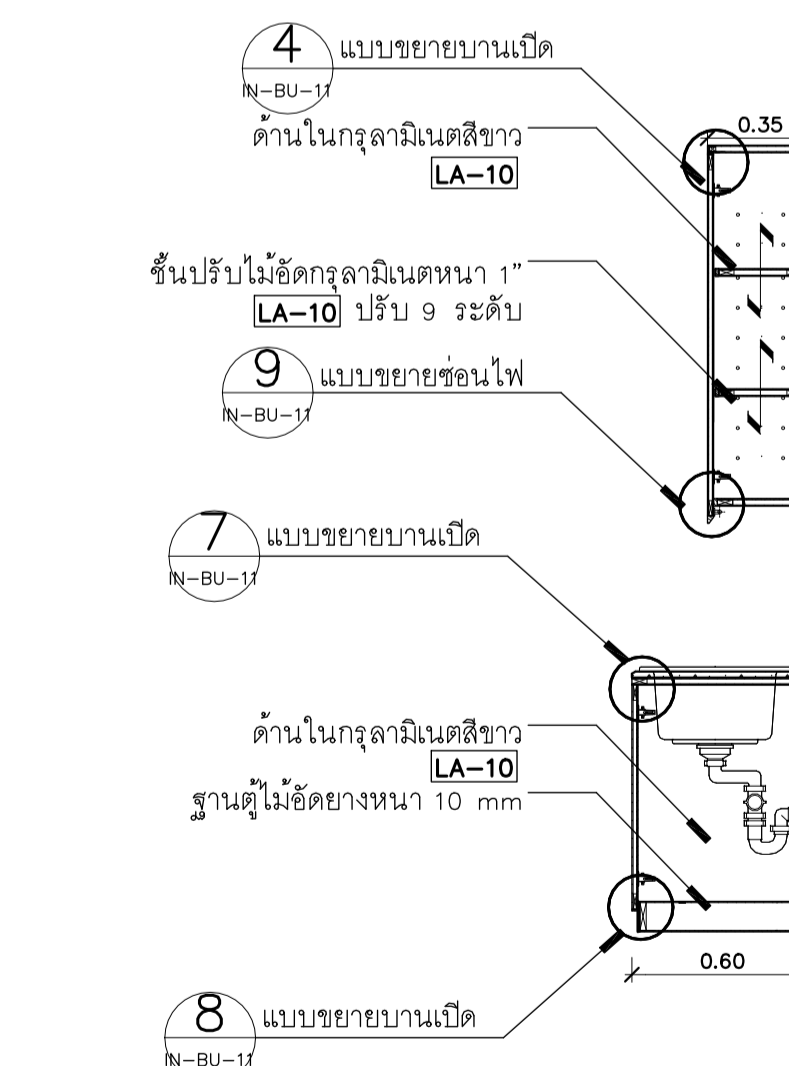 4 แบบขยายบานเปิด
IN-BU-11
0.35
ด้านในกรุลามิเนตสีขาว
LA-10
ชั้นปรับไม้อัดกรุลามิเนตหนา 1”
LA-10 ปรับ 9 ระดับ
9 แบบขยายซ่อนไฟ
IN-BU-11
7 แบบขยายบานเปิด
IN-BU-11
ด้านในกรุลามิเนตสีขาว
LA-10
ฐานตู้ไม้อัดยางหนา 10 mm
0.60
8 แบบขยายบานเปิด
IN-BU-11